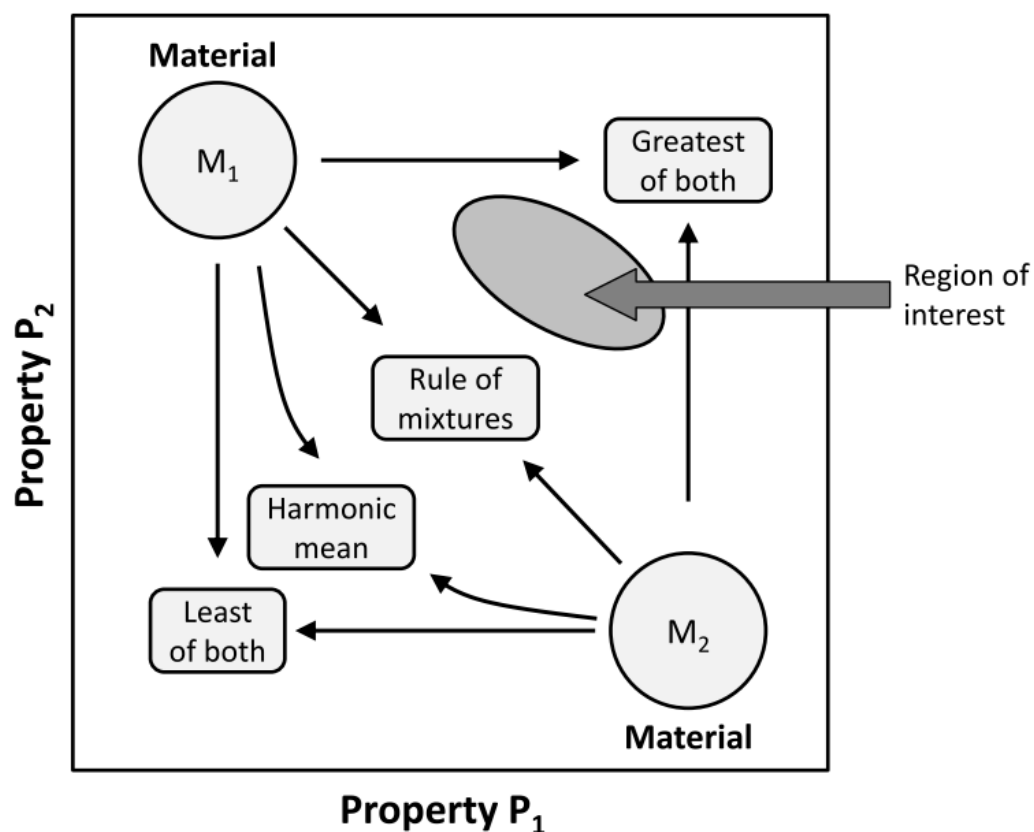 Material
M₁
Greatest
of both
Region of
interest
Rule of
mixtures
Harmonic
mean
Least
of both
M₂
Material
Property P₂
Property P₁